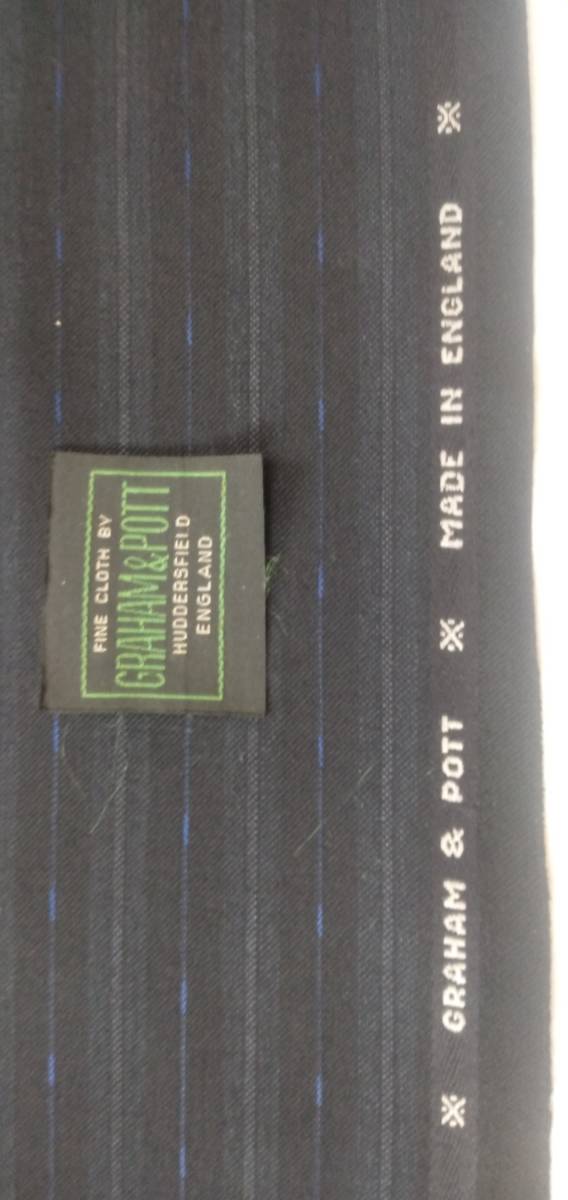 FINE CLOTH BY
GRAHAM & POTT
HUDDERSFIELD
ENGLAND
※ GRAHAM & POTT ※ MADE IN ENGLAND ※